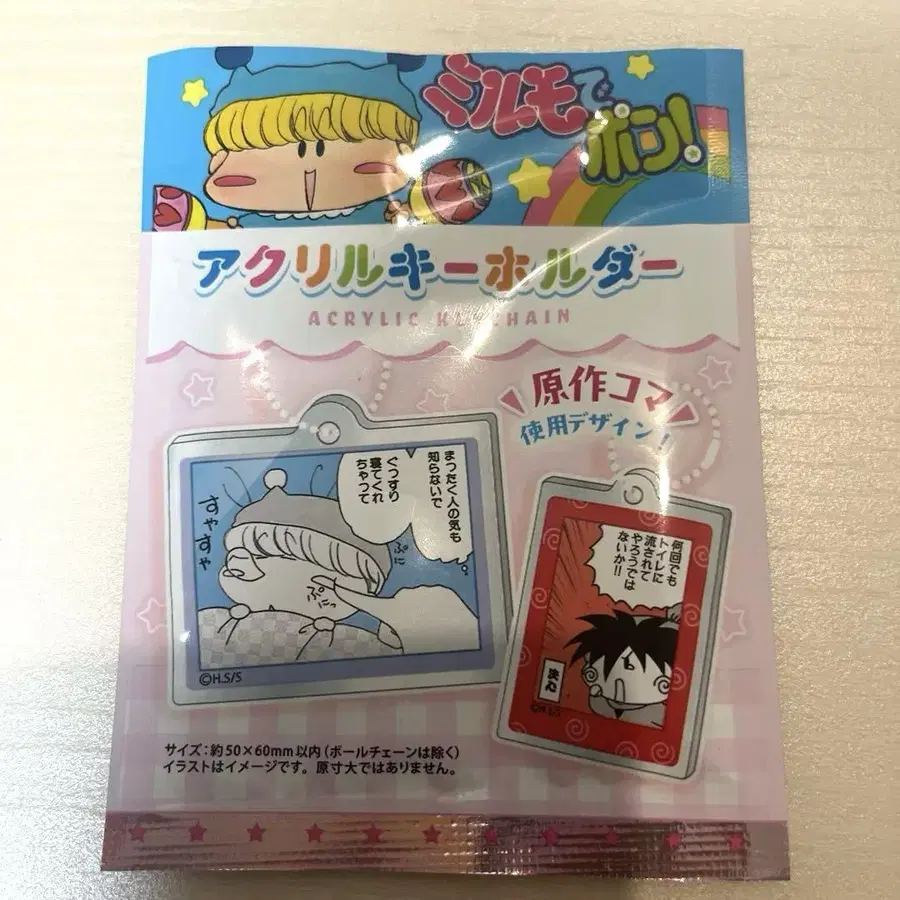 ミルモで
ポン!
アクリルキーホルダー
ACRYLIC KEYCHAIN
原作コマ
使用デザイン!
まったく人の気も
知らないで
ぐっすり
寝てくれ
ちゃって
すやすや
ぷに
ぷにっ
©H.S/S
何回でも
トイレに
流されて
やろうでは
ないか!!
決心
©H.S/S
サイズ:約50×60mm以内(ボールチェーンは除く)
イラストはイメージです。原寸大ではありません。